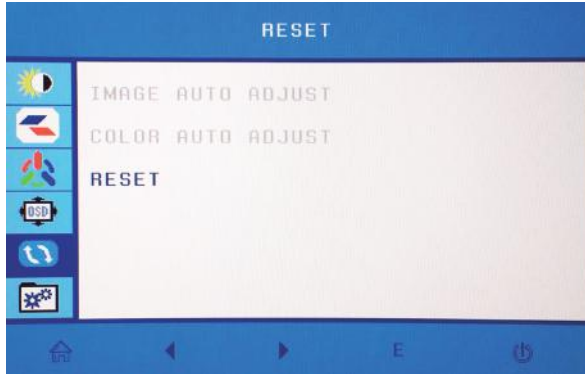 RESET
IMAGE AUTO ADJUST
COLOR AUTO ADJUST
RESET
OSD
E